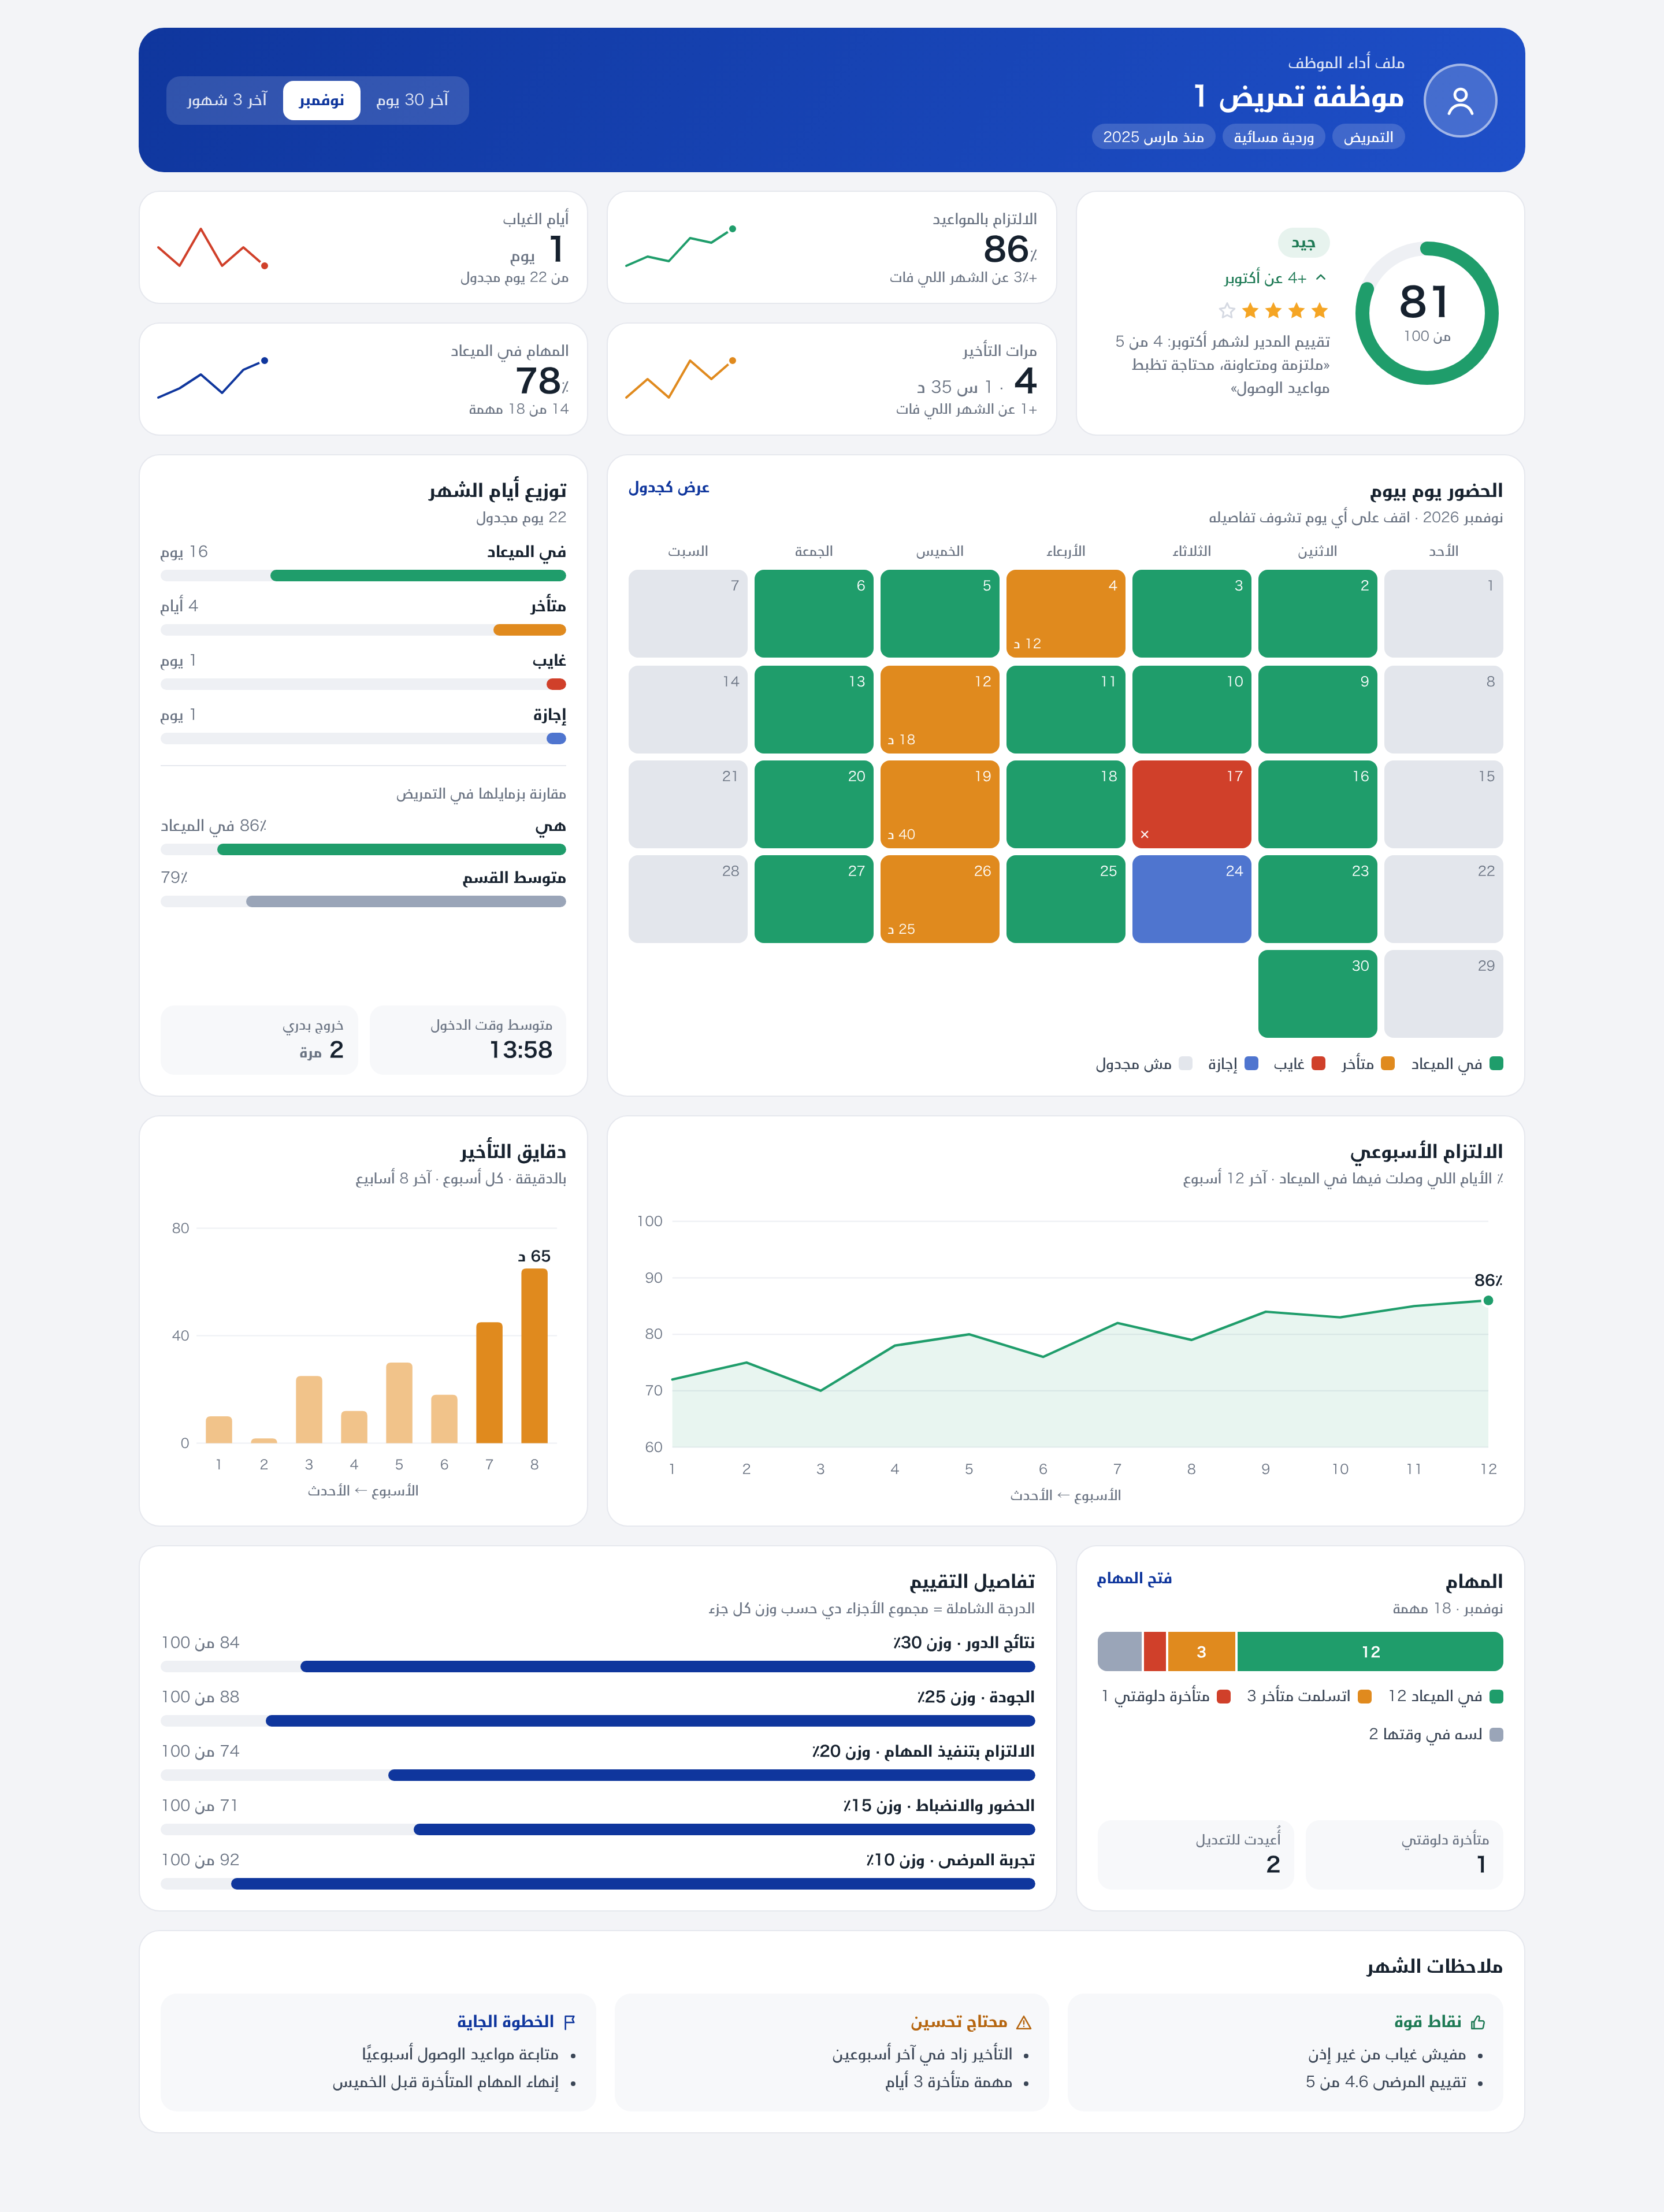 ملف أداء الموظف
موظفة تمريض 1
التمريض
وردية مسائية
منذ مارس 2025
آخر 30 يوم
نوفمبر
آخر 3 شهور
81
من 100
جيد
+4 عن أكتوبر
تقييم المدير لشهر أكتوبر: 4 من 5
«ملتزمة ومتعاونة، محتاجة تظبط
مواعيد الوصول»
الالتزام بالمواعيد
86٪
+3٪ عن الشهر اللي فات
أيام الغياب
1 يوم
من 22 يوم مجدول
مرات التأخير
4 · 1 س 35 د
+1 عن الشهر اللي فات
المهام في الميعاد
78٪
14 من 18 مهمة
الحضور يوم بيوم
عرض كجدول
نوفمبر 2026 · اقف على أي يوم تشوف تفاصيله
الأحد الاثنين الثلاثاء الأربعاء الخميس الجمعة السبت
1 2 3 4 5 6 7
12 د
8 9 10 11 12 13 14
18 د
15 16 17 18 19 20 21
× 40 د
22 23 24 25 26 27 28
25 د
29 30
في الميعاد متأخر غايب إجازة مش مجدول
توزيع أيام الشهر
22 يوم مجدول
في الميعاد 16 يوم
متأخر 4 أيام
غايب 1 يوم
إجازة 1 يوم
مقارنة بزمايلها في التمريض
هي 86٪ في الميعاد
متوسط القسم 79٪
متوسط وقت الدخول
13:58
خروج بدري
2 مرة
الالتزام الأسبوعي
٪ الأيام اللي وصلت فيها في الميعاد · آخر 12 أسبوع
100
90
86٪
80
70
60
1 2 3 4 5 6 7 8 9 10 11 12
الأسبوع ← الأحدث
دقايق التأخير
بالدقيقة · كل أسبوع · آخر 8 أسابيع
80
65 د
40
0
1 2 3 4 5 6 7 8
الأسبوع ← الأحدث
المهام
فتح المهام
نوفمبر · 18 مهمة
12 3
في الميعاد 12 اتسلمت متأخر 3 متأخرة دلوقتي 1
لسه في وقتها 2
متأخرة دلوقتي
1
أُعيدت للتعديل
2
تفاصيل التقييم
الدرجة الشاملة = مجموع الأجزاء دي حسب وزن كل جزء
نتائج الدور · وزن 30٪ 84 من 100
الجودة · وزن 25٪ 88 من 100
الالتزام بتنفيذ المهام · وزن 20٪ 74 من 100
الحضور والانضباط · وزن 15٪ 71 من 100
تجربة المرضى · وزن 10٪ 92 من 100
ملاحظات الشهر
نقاط قوة
• مفيش غياب من غير إذن
• تقييم المرضى 4.6 من 5
محتاج تحسين
• التأخير زاد في آخر أسبوعين
• مهمة متأخرة 3 أيام
الخطوة الجاية
• متابعة مواعيد الوصول أسبوعيًا
• إنهاء المهام المتأخرة قبل الخميس